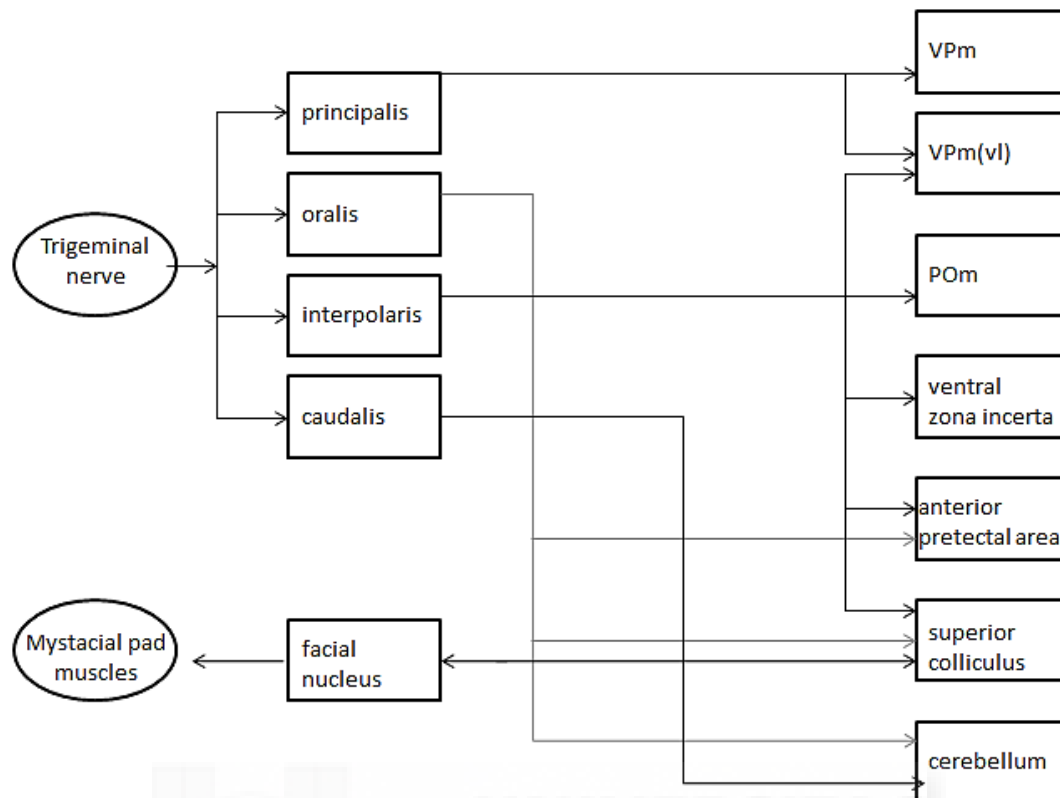 VPm
principalis
VPm(vl)
oralis
Trigeminal
nerve
POm
interpolaris
ventral
zona incerta
caudalis
anterior
pretectal area
Mystacial pad
muscles
facial
nucleus
superior
colliculus
cerebellum